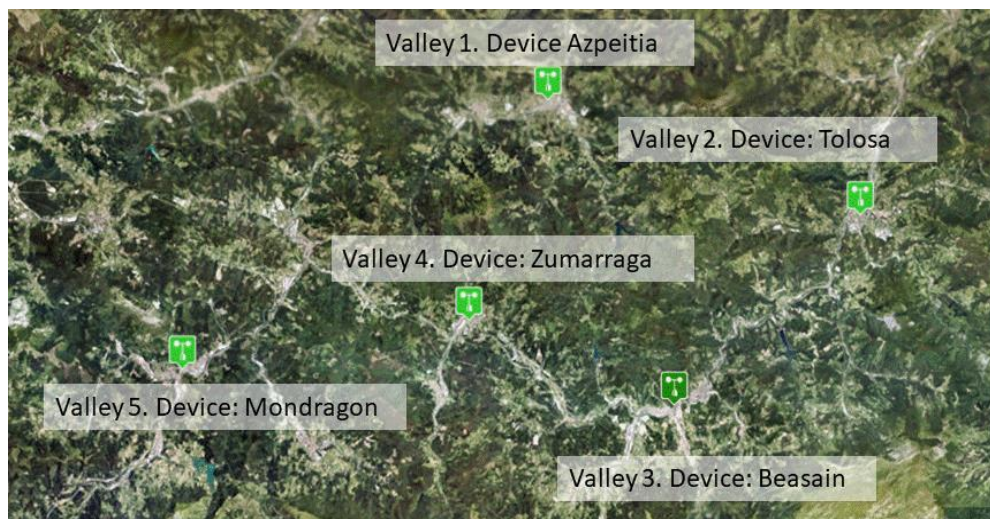 Valley 1. Device Azpeitia
Valley 2. Device: Tolosa
Valley 4. Device: Zumarraga
Valley 5. Device: Mondragon
Valley 3. Device: Beasain